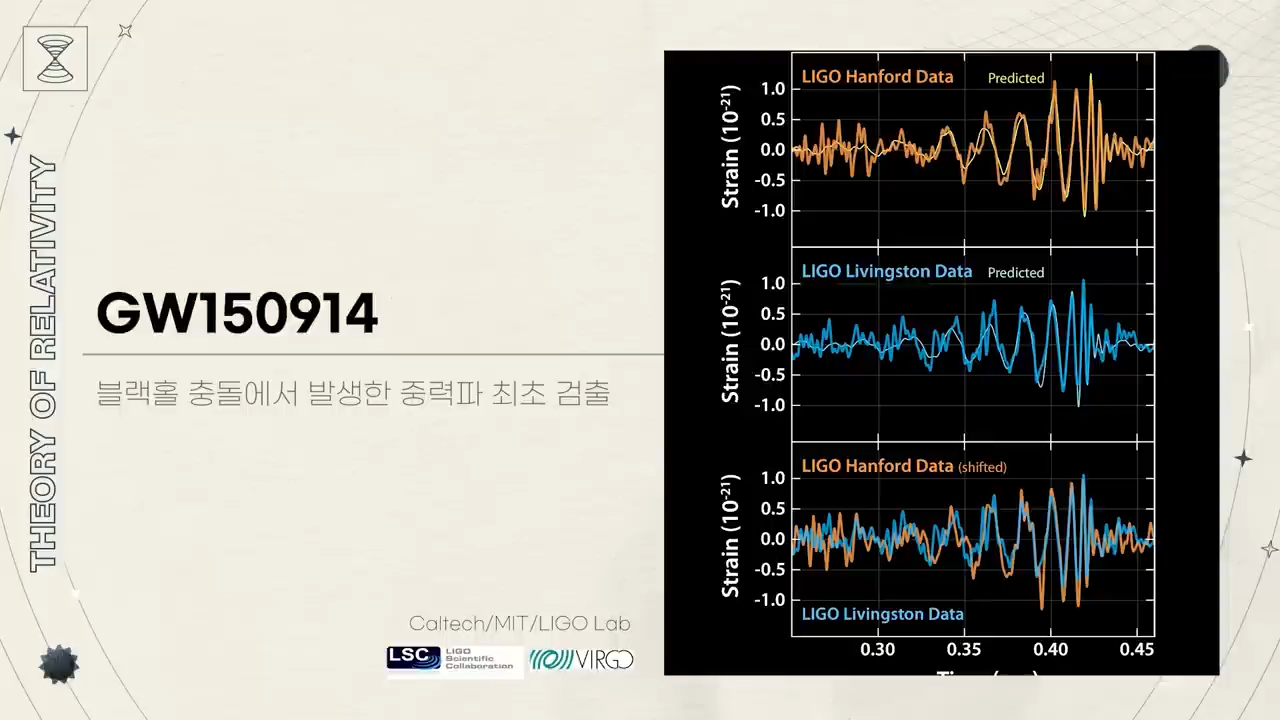 THEORY OF RELATIVITY
GW150914
블랙홀 충돌에서 발생한 중력파 최초 검출
Caltech/MIT/LIGO Lab
LSC LIGO
Scientific
Collaboration
VIRGO
LIGO Hanford Data Predicted
Strain (10-21)
1.0
0.5
0.0
-0.5
-1.0
LIGO Livingston Data Predicted
Strain (10-21)
1.0
0.5
0.0
-0.5
-1.0
LIGO Hanford Data (shifted)
Strain (10-21)
1.0
0.5
0.0
-0.5
-1.0
LIGO Livingston Data
0.30 0.35 0.40 0.45